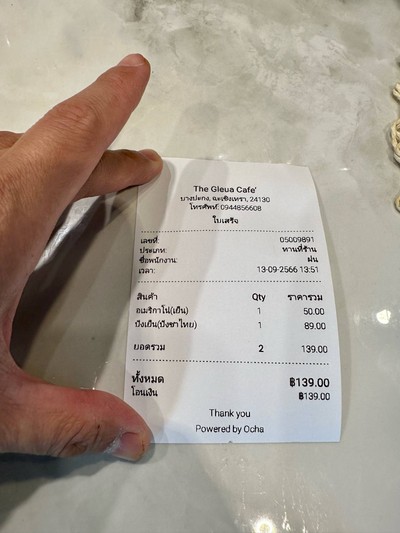 The Gleua Cafe'
บางปะกง, ฉะเชิงเทรา, 24130
โทรศัพท์: 0944856608
ใบเสร็จ
เลขที่: 05009891
ประเภท: ทานที่ร้าน
ชื่อพนักงาน: ฝน
เวลา: 13-09-2566 13:51
สินค้า Qty ราคารวม
อเมริกาโน่(เย็น) 1 50.00
ปังเย็น(ปังชาไทย) 1 89.00
ยอดรวม 2 139.00
ทั้งหมด ฿139.00
โอนเงิน ฿139.00
Thank you
Powered by Ocha